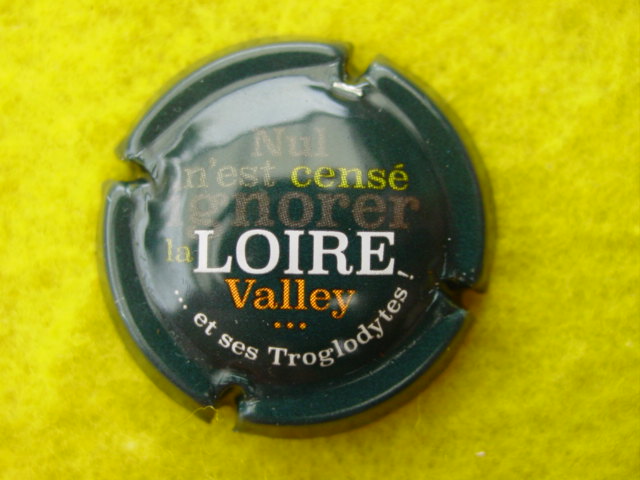 Nul
n'est censé
gnorer
la LOIRE
Valley
...
... et ses Troglodytes !